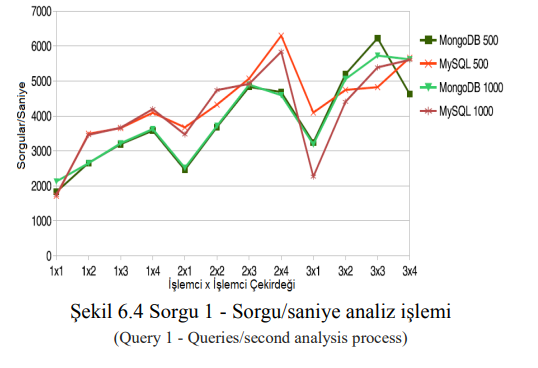 7000
6000
5000
4000
3000
2000
1000
0
Sorgular/Saniye
1x1 1x2 1x3 1x4 2x1 2x2 2x3 2x4 3x1 3x2 3x3 3x4
İşlemci x İşlemci Çekirdeği
MongoDB 500
MySQL 500
MongoDB 1000
MySQL 1000
Şekil 6.4 Sorgu 1 - Sorgu/saniye analiz işlemi
(Query 1 - Queries/second analysis process)